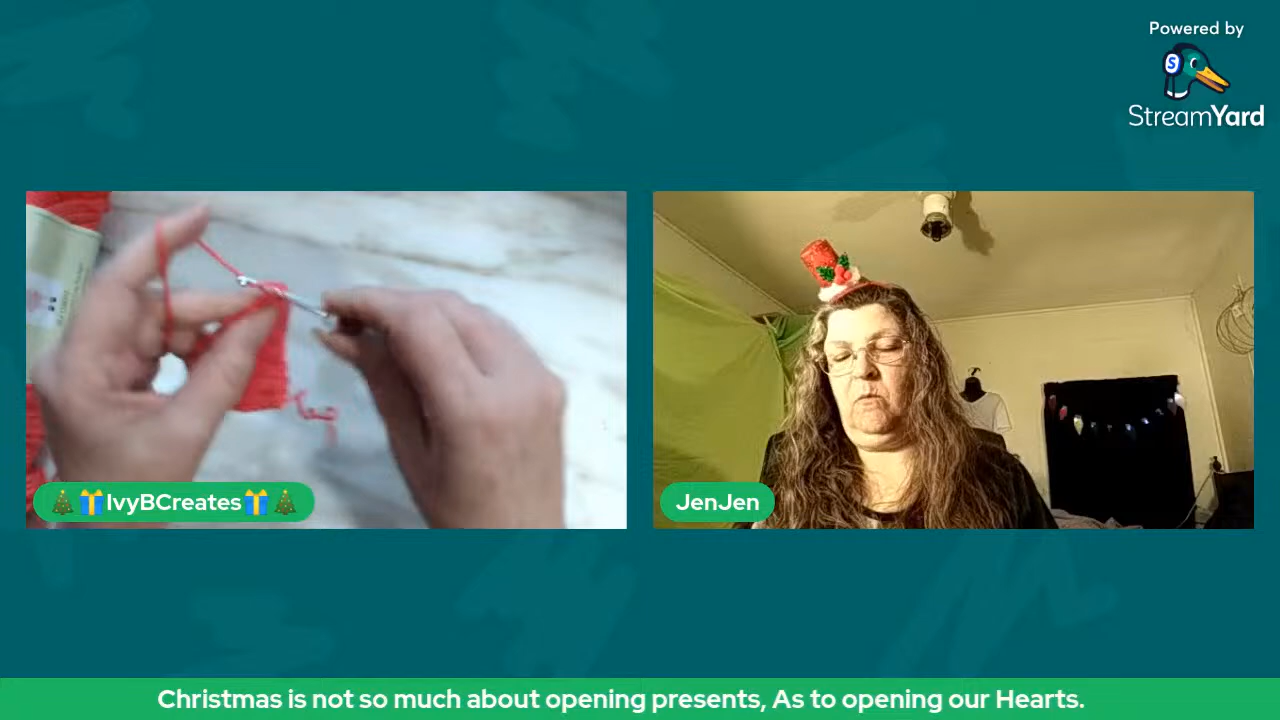 Powered by
S
StreamYard
🎄🎁IvyBCreates🎁🎄
JenJen
Christmas is not so much about opening presents, As to opening our Hearts.